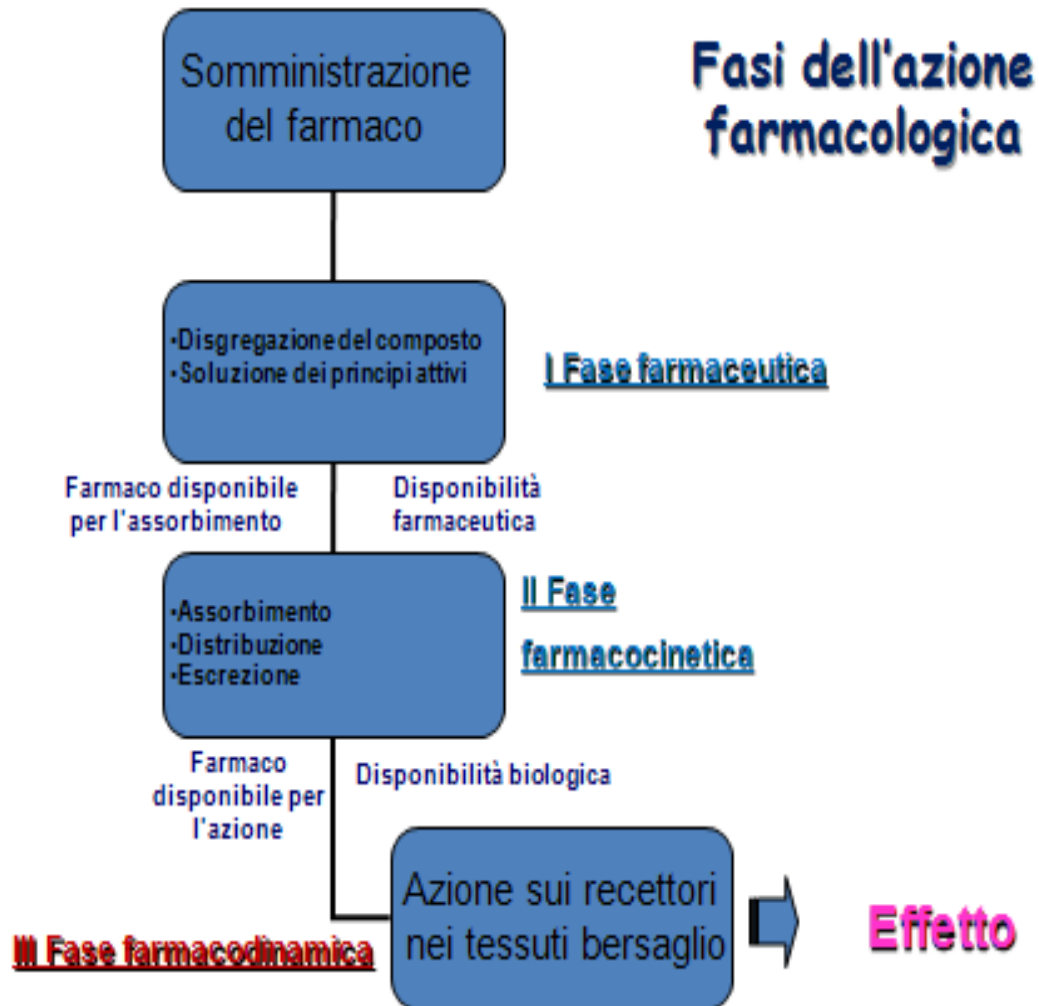 Fasi dell'azione
farmacologica
Somministrazione
del farmaco
•Disgregazione del composto
•Soluzione dei principi attivi
I Fase farmaceutica
Farmaco disponibile
per l'assorbimento
Disponibilità
farmaceutica
•Assorbimento
•Distribuzione
•Escrezione
II Fase
farmacocinetica
Farmaco
disponibile per
l'azione
Disponibilità biologica
Azione sui recettori
nei tessuti bersaglio
III Fase farmacodinamica
Effetto